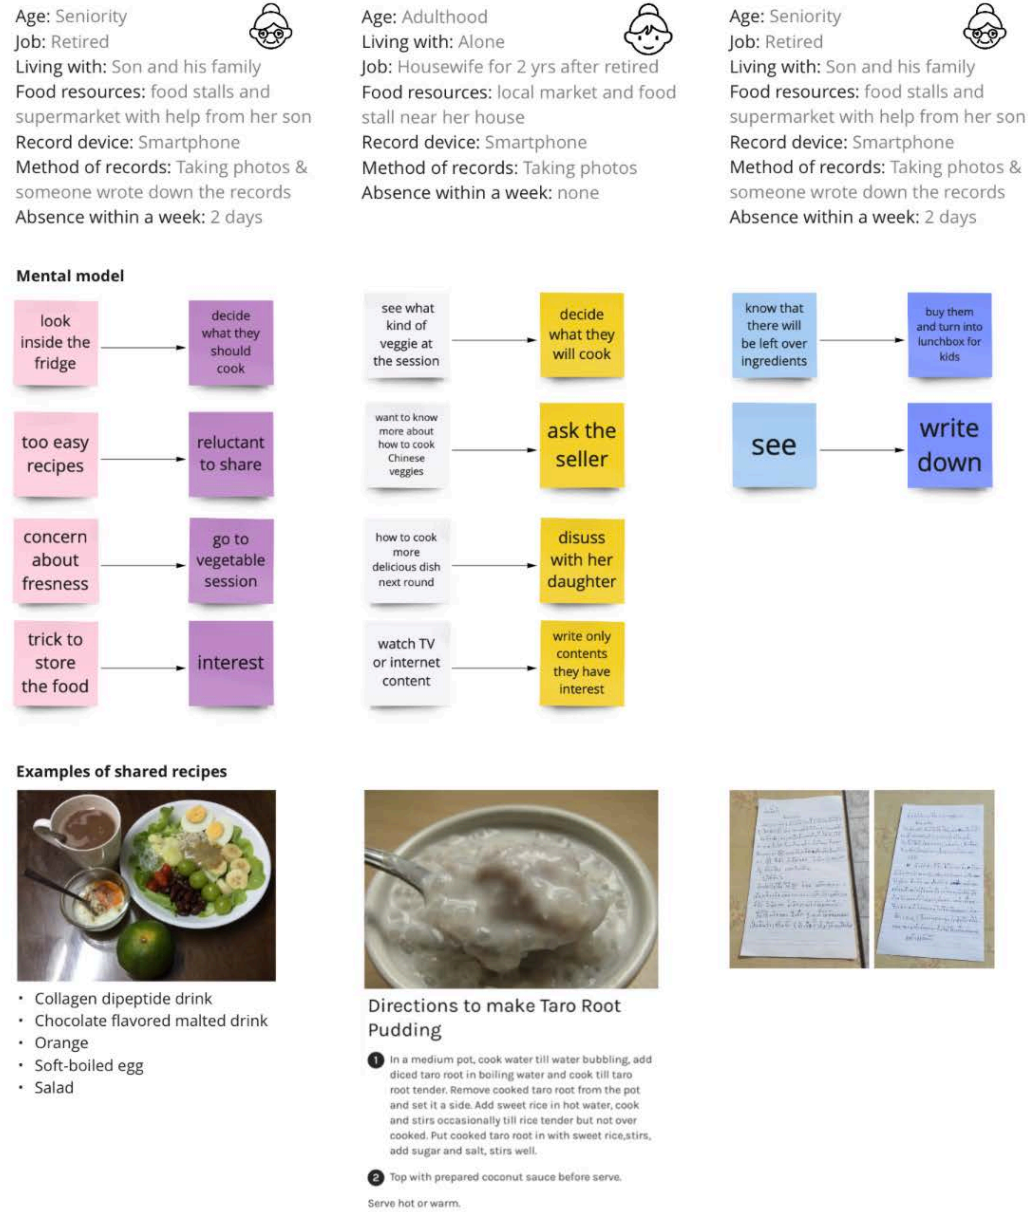 Age: Seniority
Job: Retired
Living with: Son and his family
Food resources: food stalls and
supermarket with help from her son
Record device: Smartphone
Method of records: Taking photos &
someone wrote down the records
Absence within a week: 2 days
Age: Adulthood
Living with: Alone
Job: Housewife for 2 yrs after retired
Food resources: local market and food
stall near her house
Record device: Smartphone
Method of records: Taking photos
Absence within a week: none
Age: Seniority
Job: Retired
Living with: Son and his family
Food resources: food stalls and
supermarket with help from her son
Record device: Smartphone
Method of records: Taking photos &
someone wrote down the records
Absence within a week: 2 days
Mental model
look
inside the
fridge
decide
what they
should
cook
too easy
recipes
reluctant
to share
concern
about
fresness
go to
vegetable
session
trick to
store
the food
interest
see what
kind of
veggie at
the session
decide
what they
will cook
want to know
more about
how to cook
Chinese
veggies
ask the
seller
how to cook
more
delicious dish
next round
disuss
with her
daughter
watch TV
or internet
content
write only
contents
they have
interest
know that
there will
be left over
ingredients
buy them
and turn into
lunchbox for
kids
see
write
down
Examples of shared recipes
• Collagen dipeptide drink
• Chocolate flavored malted drink
• Orange
• Soft-boiled egg
• Salad
Directions to make Taro Root
Pudding
1 In a medium pot, cook water till water bubbling, add
diced taro root in boiling water and cook till taro
root tender. Remove cooked taro root from the pot
and set it a side. Add sweet rice in hot water, cook
and stirs occasionally till rice tender but not over
cooked. Put cooked taro root in with sweet rice,stirs,
add sugar and salt, stirs well.
2 Top with prepared coconut sauce before serve.
Serve hot or warm.